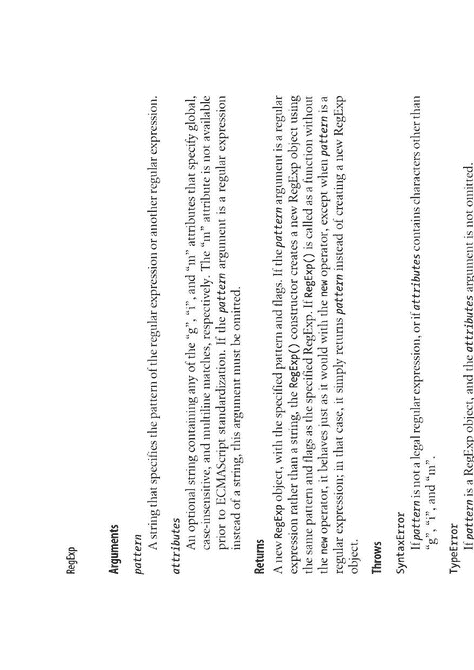 RegExp
Arguments
pattern
A string that specifies the pattern of the regular expression or another regular expression.
attributes
An optional string containing any of the “g”, “i”, and “m” attributes that specify global,
case-insensitive, and multiline matches, respectively. The “m” attribute is not available
prior to ECMAScript standardization. If the pattern argument is a regular expression
instead of a string, this argument must be omitted.
Returns
A new RegExp object, with the specified pattern and flags. If the pattern argument is a regular
expression rather than a string, the RegExp() constructor creates a new RegExp object using
the same pattern and flags as the specified RegExp. If RegExp() is called as a function without
the new operator, it behaves just as it would with the new operator, except when pattern is a
regular expression; in that case, it simply returns pattern instead of creating a new RegExp
object.
Throws
SyntaxError
If pattern is not a legal regular expression, or if attributes contains characters other than
“g”, “i”, and “m”.
TypeError
If pattern is a RegExp object, and the attributes argument is not omitted.